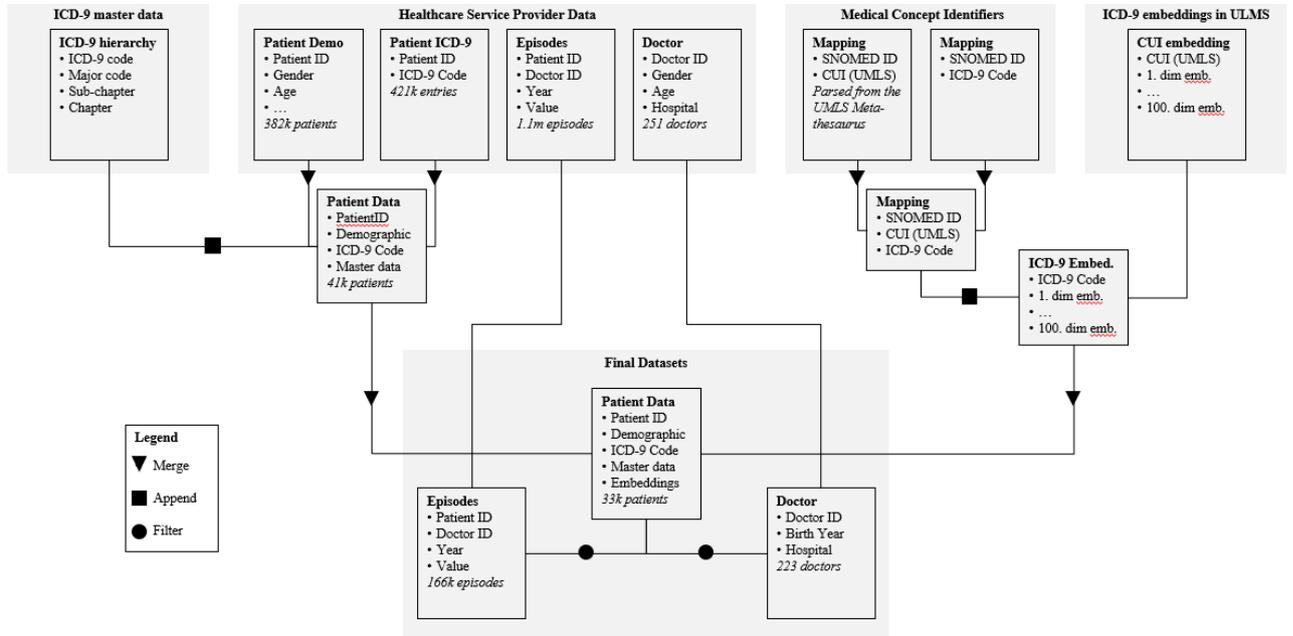 ICD-9 master data
ICD-9 hierarchy
• ICD-9 code
• Major code
• Sub-chapter
• Chapter
Healthcare Service Provider Data
Patient Demo
• Patient ID
• Gender
• Age
• …
382k patients
Patient ICD-9
• Patient ID
• ICD-9 Code
421k entries
Episodes
• Patient ID
• Doctor ID
• Year
• Value
1.1m episodes
Doctor
• Doctor ID
• Gender
• Age
• Hospital
251 doctors
Medical Concept Identifiers
Mapping
• SNOMED ID
• CUI (UMLS)
Parsed from the
UMLS Meta-
thesaurus
Mapping
• SNOMED ID
• ICD-9 Code
ICD-9 embeddings in ULMS
CUI embedding
• CUI (UMLS)
• 1. dim emb.
• …
• 100. dim emb.
Patient Data
• PatientID
• Demographic
• ICD-9 Code
• Master data
41k patients
Mapping
• SNOMED ID
• CUI (UMLS)
• ICD-9 Code
ICD-9 Embed.
• ICD-9 Code
• 1. dim emb.
• …
• 100. dim emb.
Final Datasets
Patient Data
• Patient ID
• Demographic
• ICD-9 Code
• Master data
• Embeddings
33k patients
Episodes
• Patient ID
• Doctor ID
• Year
• Value
166k episodes
Doctor
• Doctor ID
• Birth Year
• Hospital
223 doctors
Legend
Merge
Append
Filter